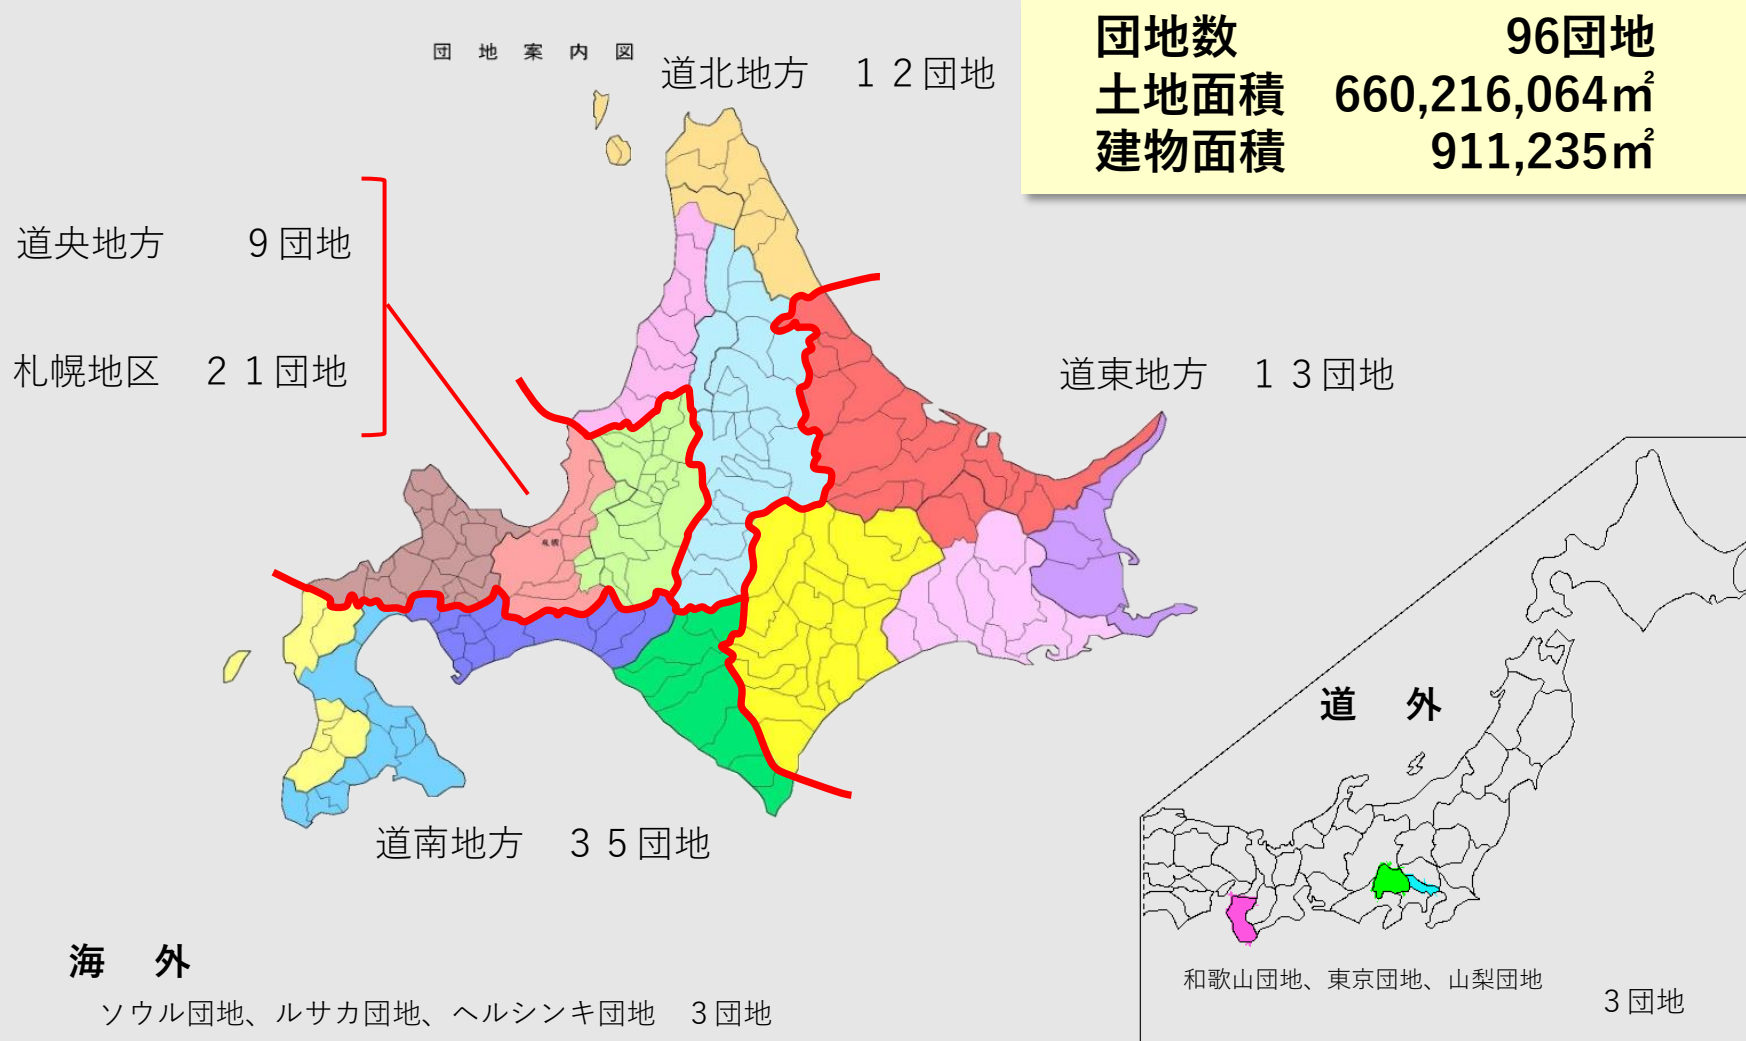 団地数　96団地
土地面積　660,216,064㎡
建物面積　911,235㎡
団　地　案　内　図
道北地方　１２団地
道央地方　　９団地
札幌地区　２１団地
道東地方　１３団地
札幌
道　外
道南地方　３５団地
海　外
ソウル団地、ルサカ団地、ヘルシンキ団地　３団地
和歌山団地、東京団地、山梨団地
３団地